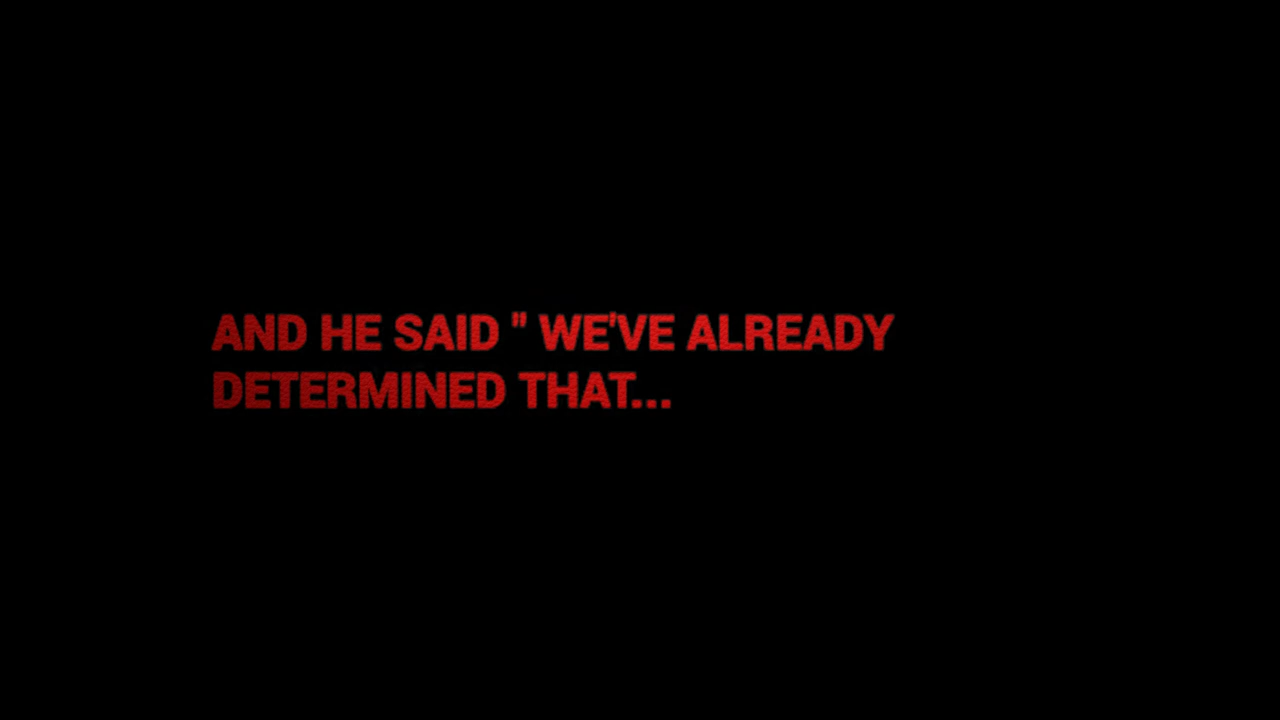 AND HE SAID " WE'VE ALREADY
DETERMINED THAT...